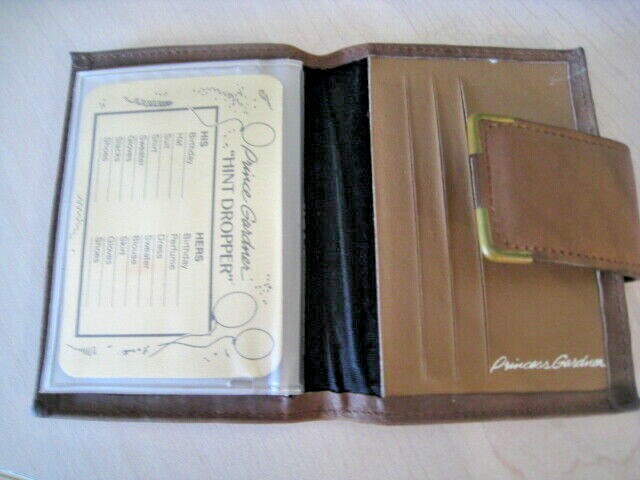 Prince Gardner
"HINT DROPPER"
HIS
Birthday
Hat
Suit
Shirt
Sweater
Gloves
Slacks
Shoes
HERS
Birthday
Perfume
Dress
Sweater
Blouse
Skirt
Gloves
Shoes
Princess Gardner